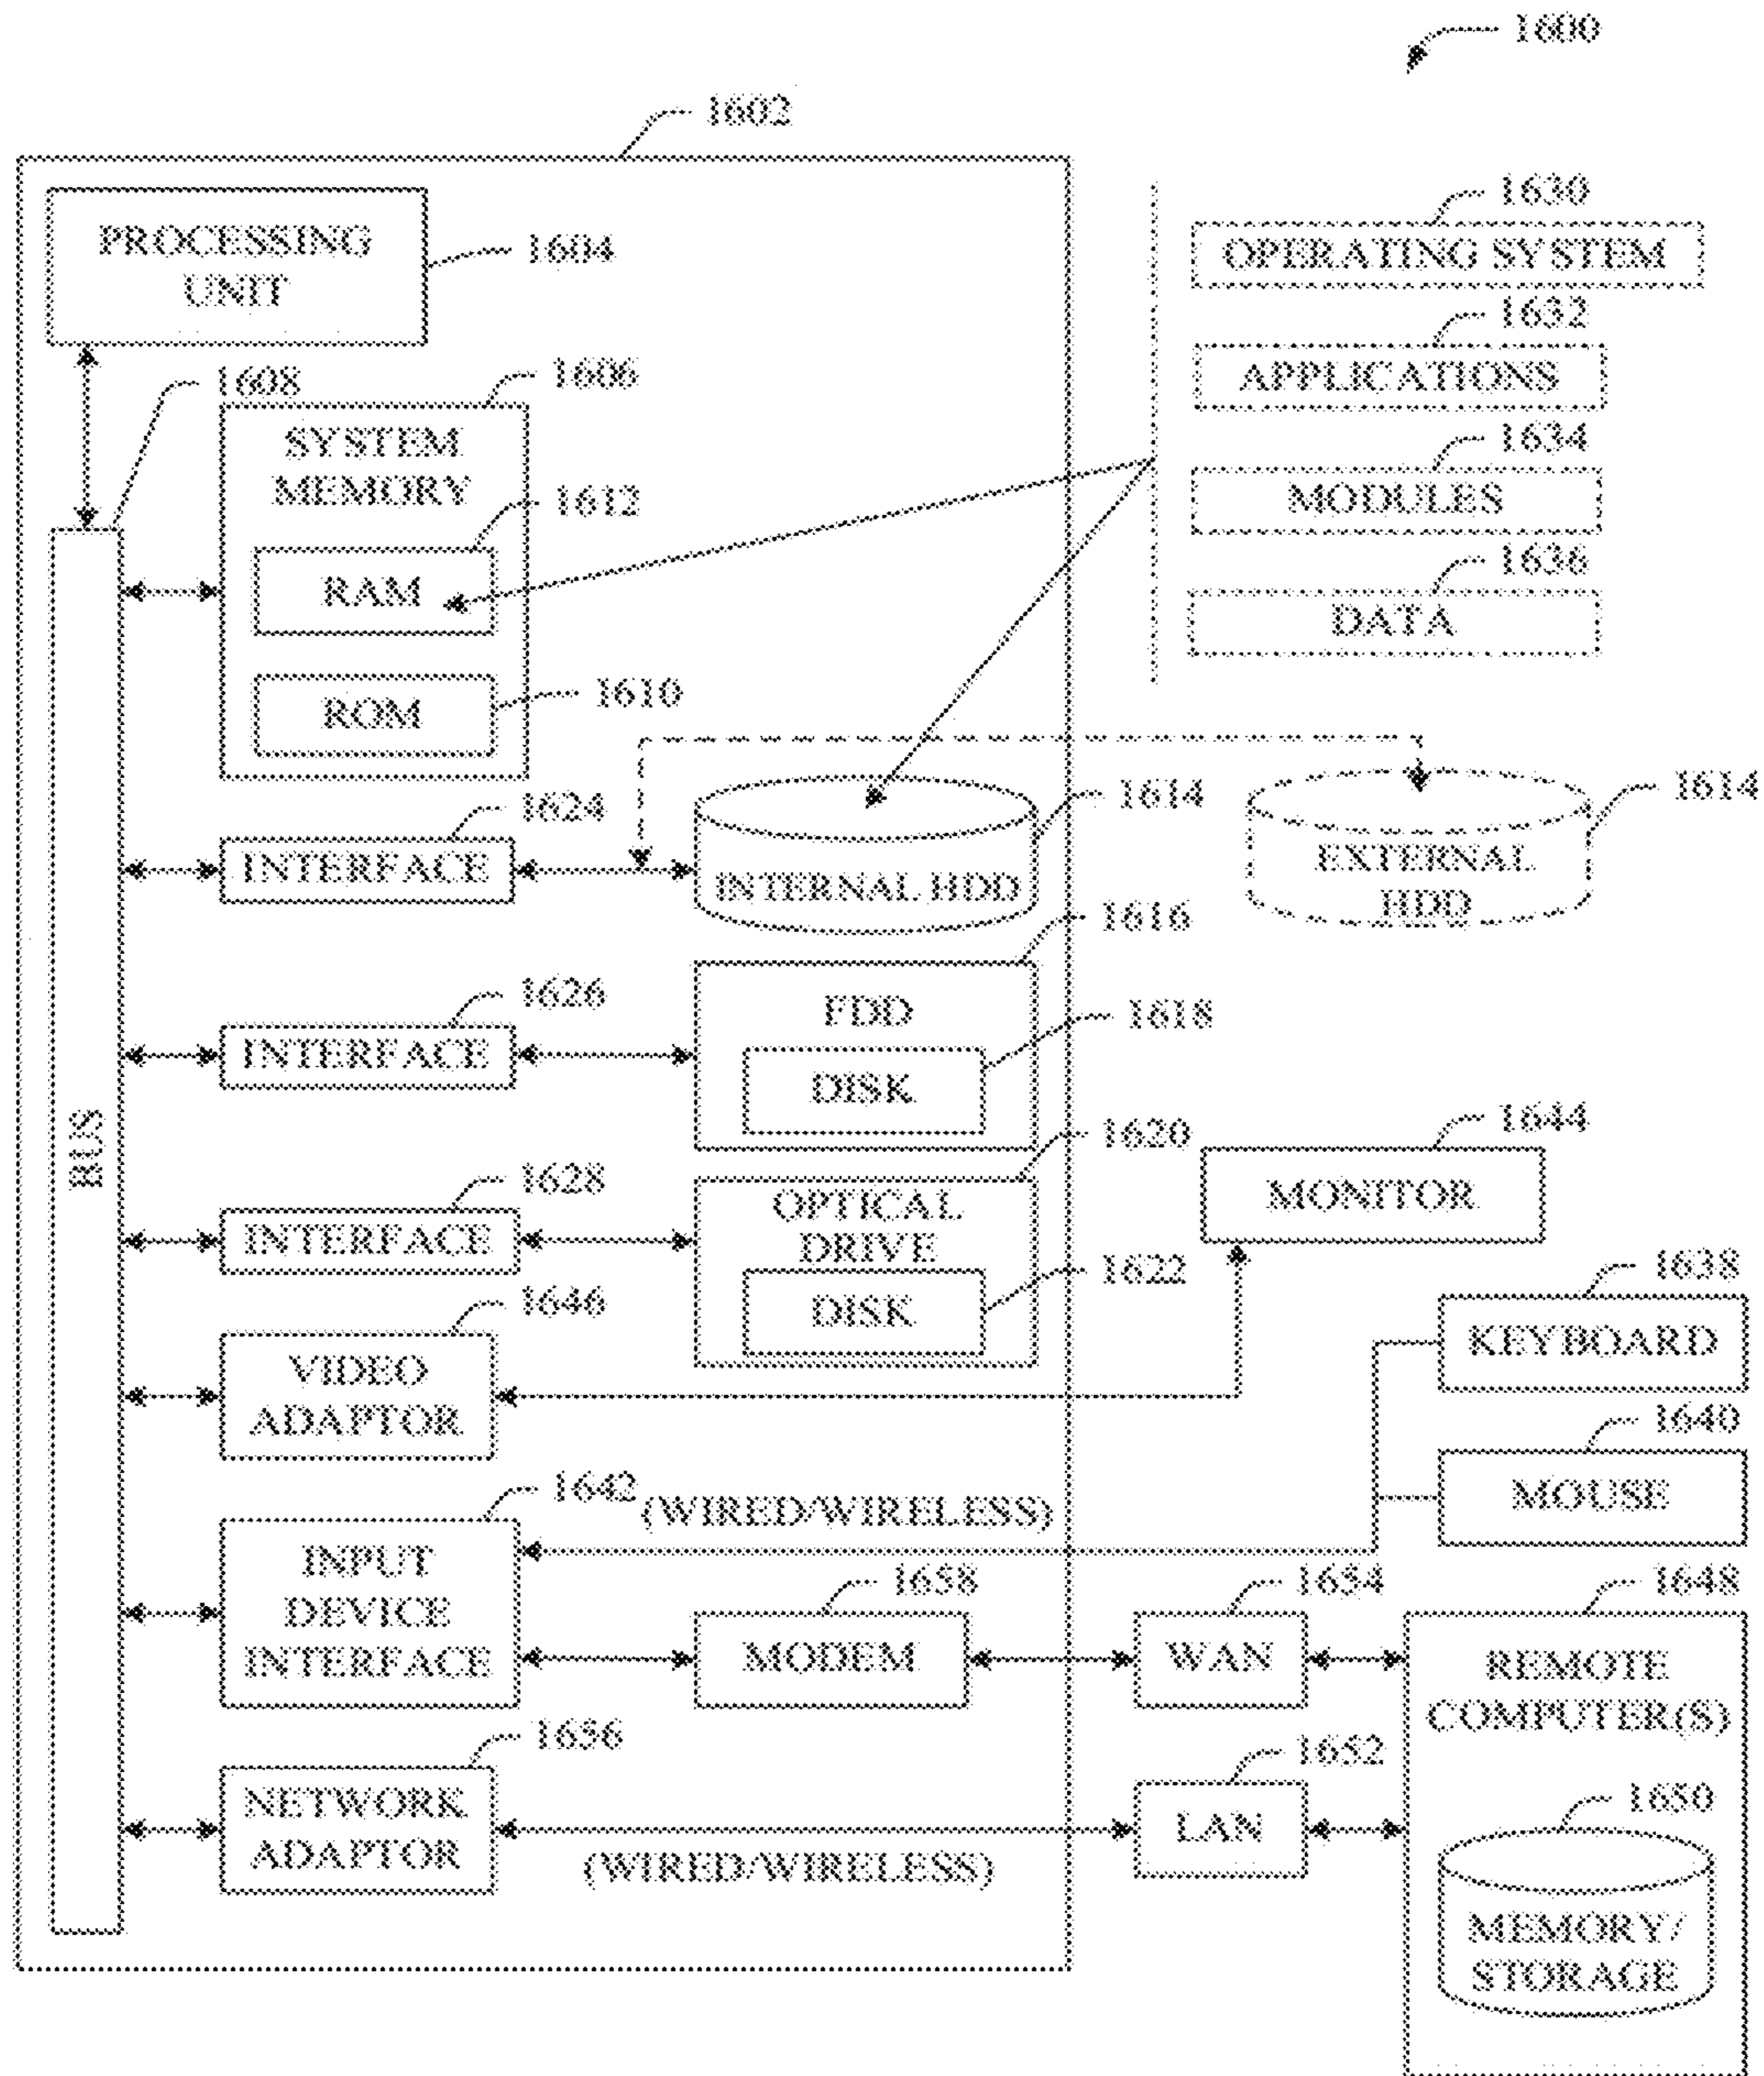 1600
1602
PROCESSING
UNIT
1604
1630
OPERATING SYSTEM
1632
APPLICATIONS
1634
MODULES
1636
DATA
1608
1606
SYSTEM
MEMORY
1612
RAM
1610
ROM
1624
INTERFACE
INTERNAL HDD
1614
EXTERNAL
HDD
1614
1616
1626
INTERFACE
FDD
1618
DISK
BUS
1620
1628
INTERFACE
OPTICAL
DRIVE
1622
DISK
1644
MONITOR
1646
VIDEO
ADAPTOR
1638
KEYBOARD
1640
MOUSE
1642
(WIRED/WIRELESS)
INPUT
DEVICE
INTERFACE
1658
MODEM
1654
WAN
1648
REMOTE
COMPUTER(S)
1656
NETWORK
ADAPTOR
(WIRED/WIRELESS)
1652
LAN
1650
MEMORY/
STORAGE